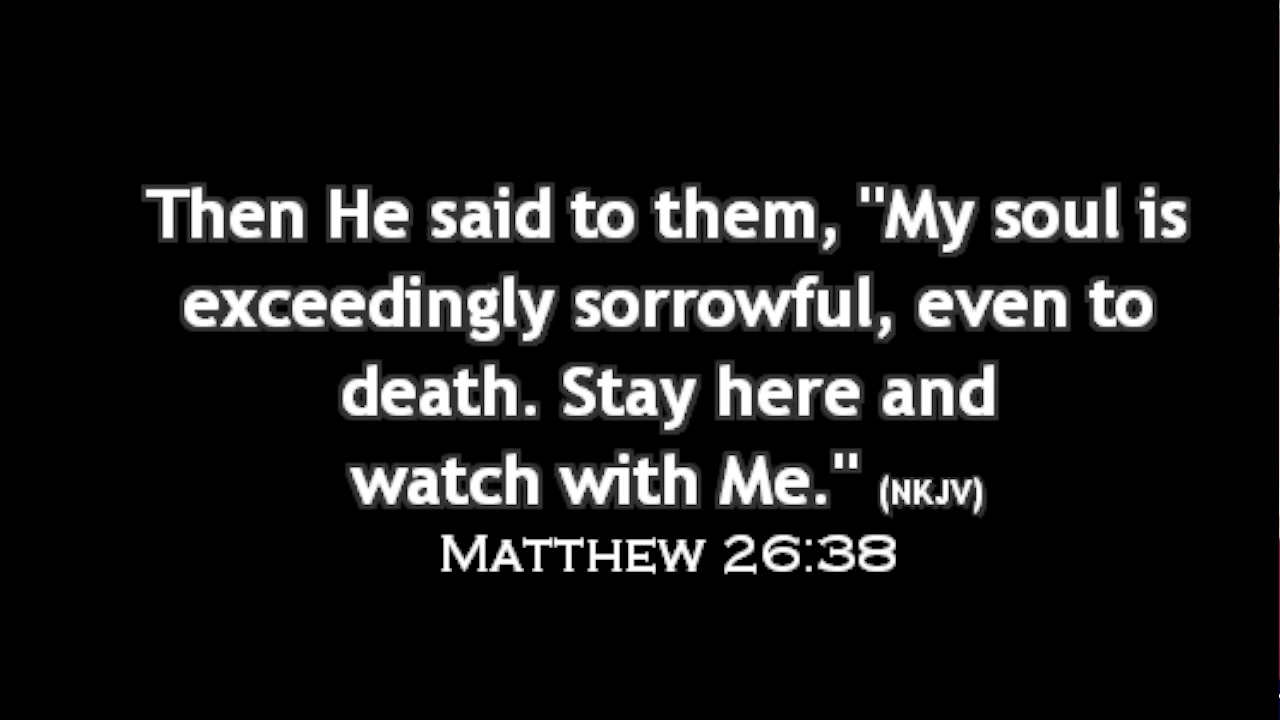 Then He said to them, "My soul is
exceedingly sorrowful, even to
death. Stay here and
watch with Me." (NKJV)
Matthew 26:38